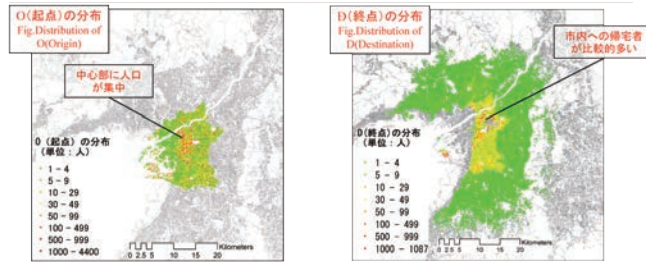 O(起点)の分布
Fig.Distribution of
O(Origin)
中心部に人口
が集中
O (起点) の分布
(単位:人)
1 - 4
5 - 9
10 - 29
30 - 49
50 - 99
100 - 499
500 - 999
1000 - 4400
Kilometers
0 2.5 5 10 15 20
D(終点)の分布
Fig.Distribution of
D(Destination)
市内への帰宅者
が比較的多い
D(終点)の分布
(単位:人)
1 - 4
5 - 9
10 - 29
30 - 49
50 - 99
100 - 499
500 - 999
1000 - 1087
Kilometers
0 2.5 5 10 15 20